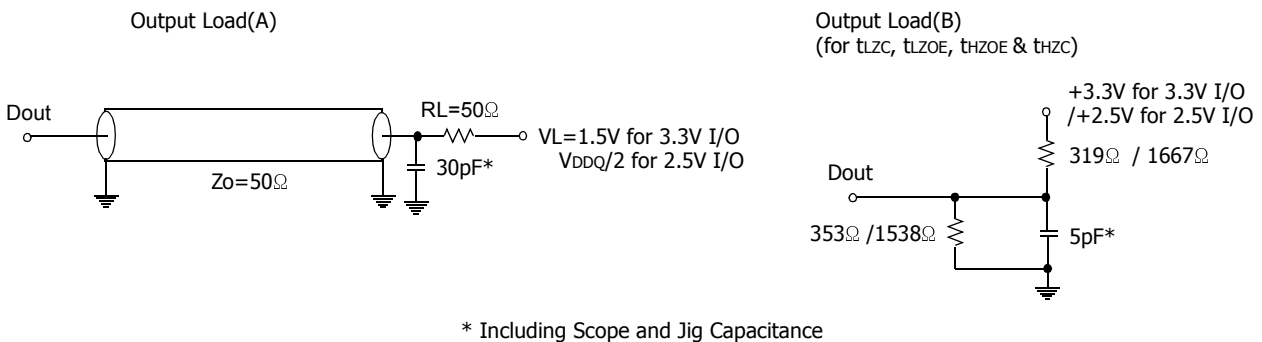 Output Load(A)
Dout
Zo=50Ω
RL=50Ω
30pF*
VL=1.5V for 3.3V I/O
VDDQ/2 for 2.5V I/O
Output Load(B)
(for tLZC, tLZOE, tHZOE & tHZC)
+3.3V for 3.3V I/O
/+2.5V for 2.5V I/O
319Ω / 1667Ω
Dout
353Ω /1538Ω
5pF*
* Including Scope and Jig Capacitance